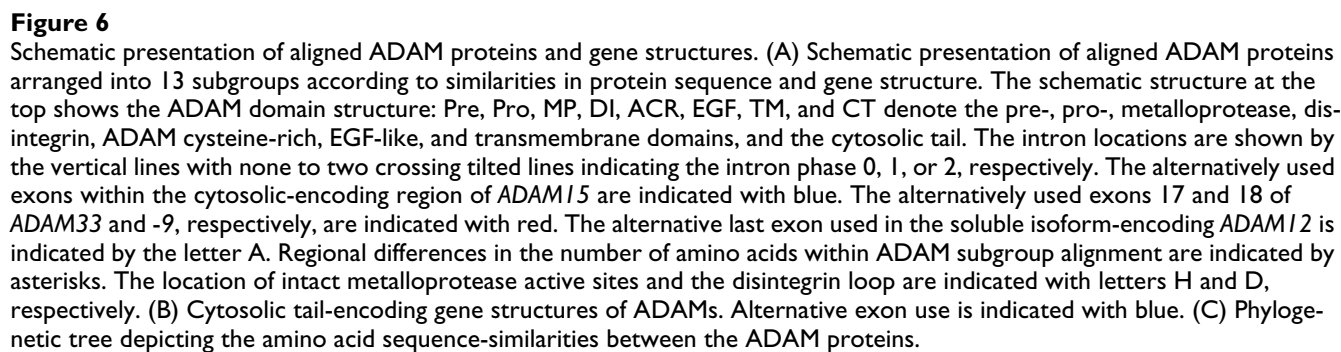 Figure 6
Schematic presentation of aligned ADAM proteins and gene structures. (A) Schematic presentation of aligned ADAM proteins
arranged into 13 subgroups according to similarities in protein sequence and gene structure. The schematic structure at the
top shows the ADAM domain structure: Pre, Pro, MP, DI, ACR, EGF, TM, and CT denote the pre-, pro-, metalloprotease, dis-
integrin, ADAM cysteine-rich, EGF-like, and transmembrane domains, and the cytosolic tail. The intron locations are shown by
the vertical lines with none to two crossing tilted lines indicating the intron phase 0, 1, or 2, respectively. The alternatively used
exons within the cytosolic-encoding region of ADAM15 are indicated with blue. The alternatively used exons 17 and 18 of
ADAM33 and -9, respectively, are indicated with red. The alternative last exon used in the soluble isoform-encoding ADAM12 is
indicated by the letter A. Regional differences in the number of amino acids within ADAM subgroup alignment are indicated by
asterisks. The location of intact metalloprotease active sites and the disintegrin loop are indicated with letters H and D,
respectively. (B) Cytosolic tail-encoding gene structures of ADAMs. Alternative exon use is indicated with blue. (C) Phyloge-
netic tree depicting the amino acid sequence-similarities between the ADAM proteins.